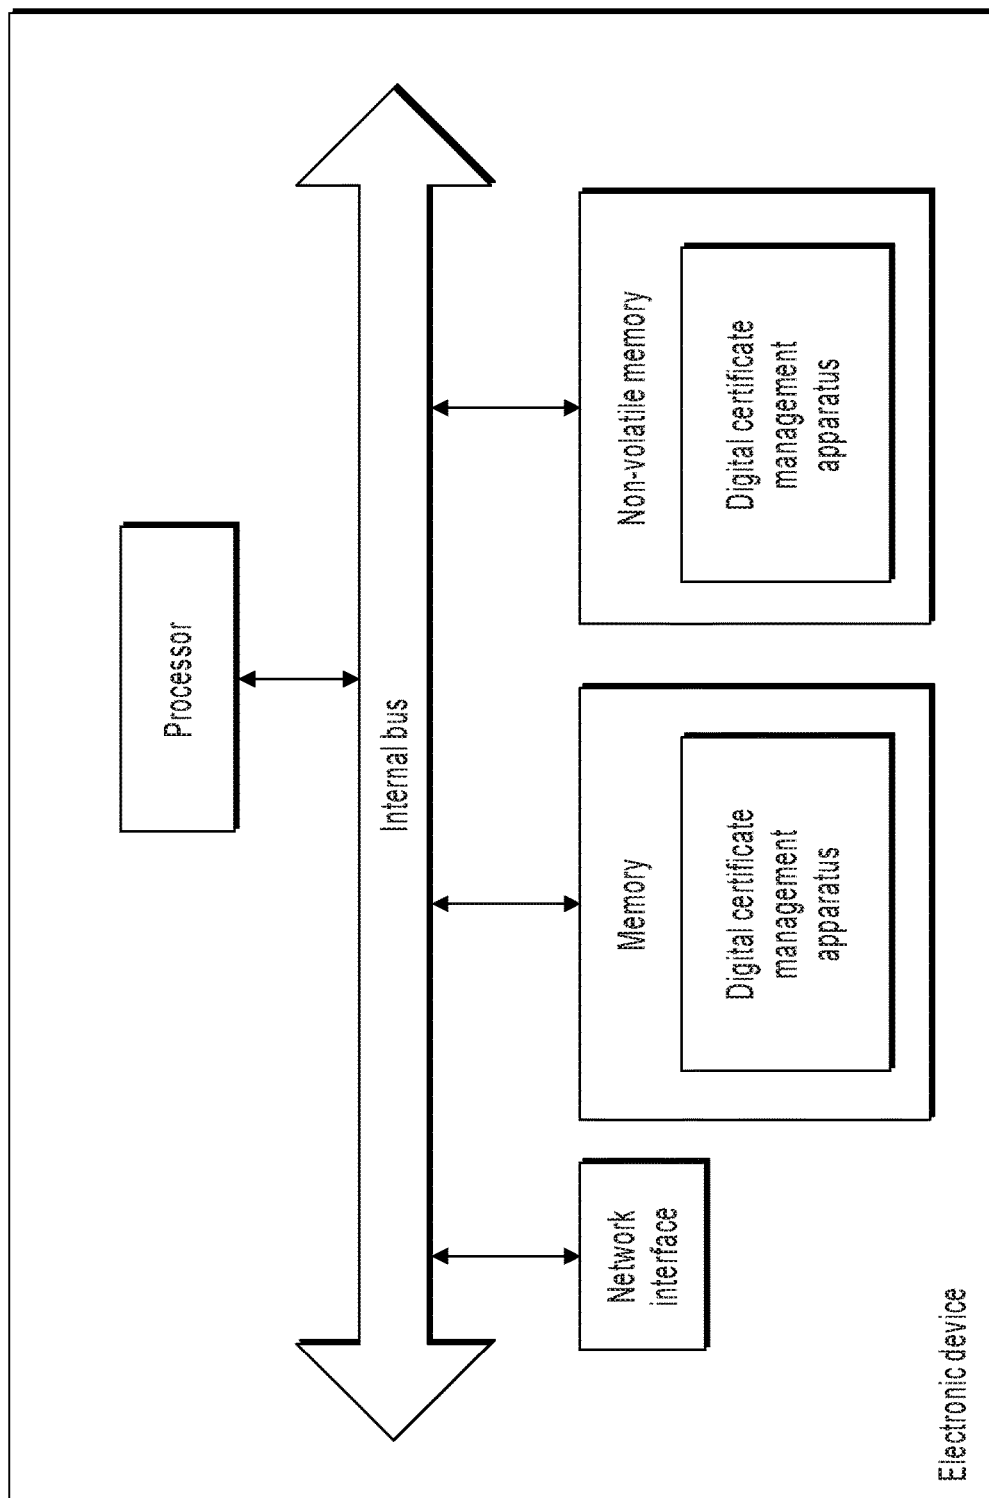 Processor
Internal bus
Network
interface
Memory
Digital certificate
management
apparatus
Non-volatile memory
Digital certificate
management
apparatus
Electronic device